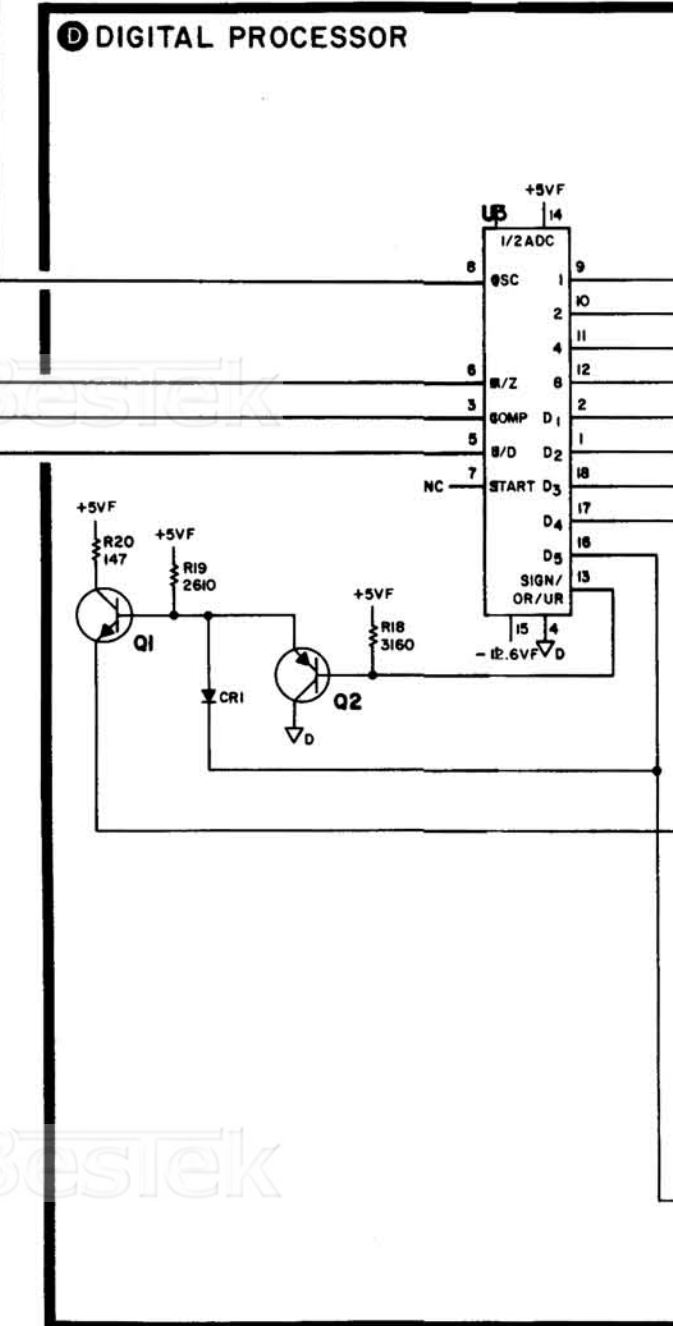 D DIGITAL PROCESSOR
+5VF
14
1/2 ADC
8 OSC 1 9
2 10
4 11
6 /Z 8 12
3 COMP D1 2
5 /D D2 1
NC 7 START D3 18
D4 17
D5 16
SIGN/ 13
OR/UR
15 4
-12.6VF D
+5VF
R20
147
+5VF
R19
2610
+5VF
R18
3160
Q1
CR1
Q2
D
BesTek
BesTek